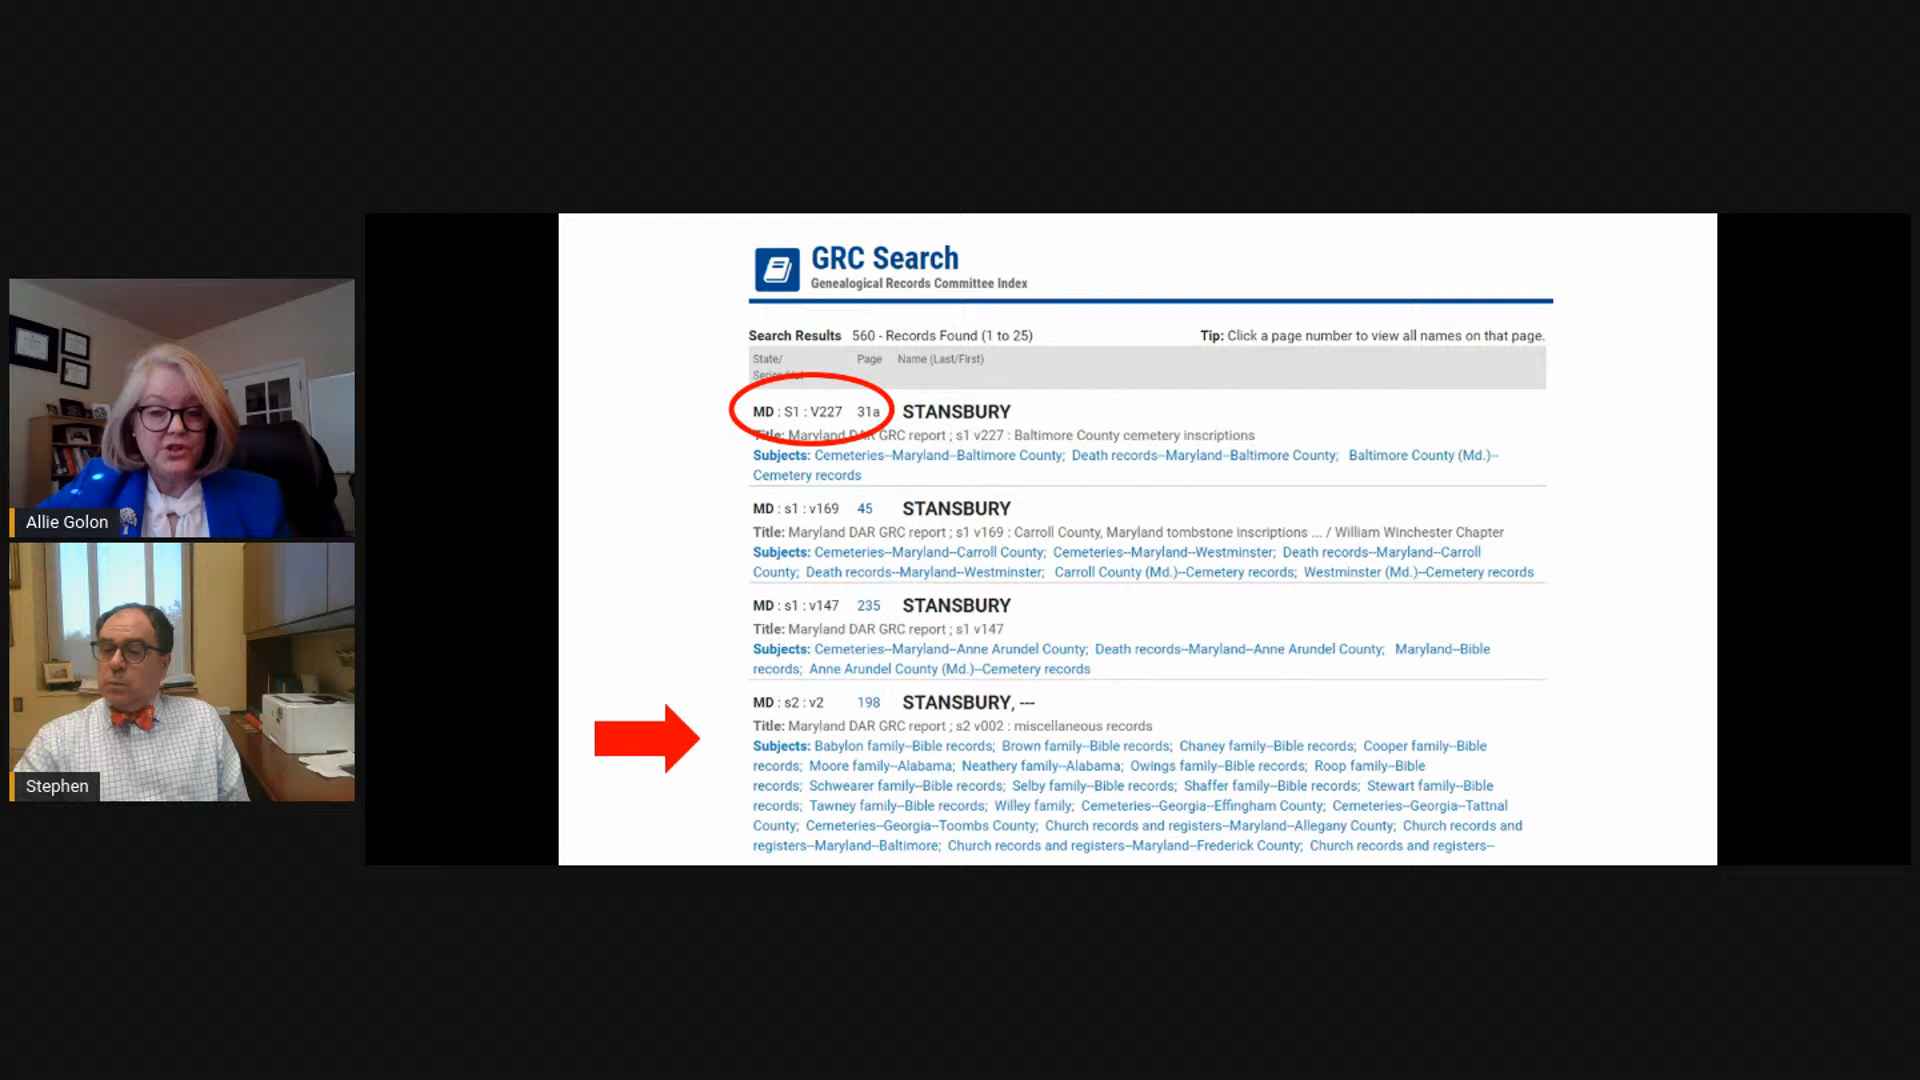 GRC Search
Genealogical Records Committee Index
Search Results 560 - Records Found (1 to 25) Tip: Click a page number to view all names on that page.
State/ Page Name (Last/First)
MD : S1 : V227 31a STANSBURY
Title: Maryland DAR GRC report ; s1 v227 : Baltimore County cemetery inscriptions
Subjects: Cemeteries--Maryland--Baltimore County; Death records--Maryland--Baltimore County; Baltimore County (Md.)--
Cemetery records
MD : s1 : v169 45 STANSBURY
Title: Maryland DAR GRC report ; s1 v169 : Carroll County, Maryland tombstone inscriptions ... / William Winchester Chapter
Subjects: Cemeteries--Maryland--Carroll County; Cemeteries--Maryland--Westminster; Death records--Maryland--Carroll
County; Death records--Maryland--Westminster; Carroll County (Md.)--Cemetery records; Westminster (Md.)--Cemetery records
MD : s1 : v147 235 STANSBURY
Title: Maryland DAR GRC report ; s1 v147
Subjects: Cemeteries--Maryland--Anne Arundel County; Death records--Maryland--Anne Arundel County; Maryland--Bible
records; Anne Arundel County (Md.)--Cemetery records
MD : s2 : v2 198 STANSBURY, ---
Title: Maryland DAR GRC report ; s2 v002 : miscellaneous records
Subjects: Babylon family--Bible records; Brown family--Bible records; Chaney family--Bible records; Cooper family--Bible
records; Moore family--Alabama; Neathery family--Alabama; Owings family--Bible records; Roop family--Bible
records; Schwearer family--Bible records; Selby family--Bible records; Shaffer family--Bible records; Stewart family--Bible
records; Tawney family--Bible records; Willey family; Cemeteries--Georgia--Effingham County; Cemeteries--Georgia--Tattnal
County; Cemeteries--Georgia--Toombs County; Church records and registers--Maryland--Allegany County; Church records and
registers--Maryland--Baltimore; Church records and registers--Maryland--Frederick County; Church records and registers--
Allie Golon
Stephen